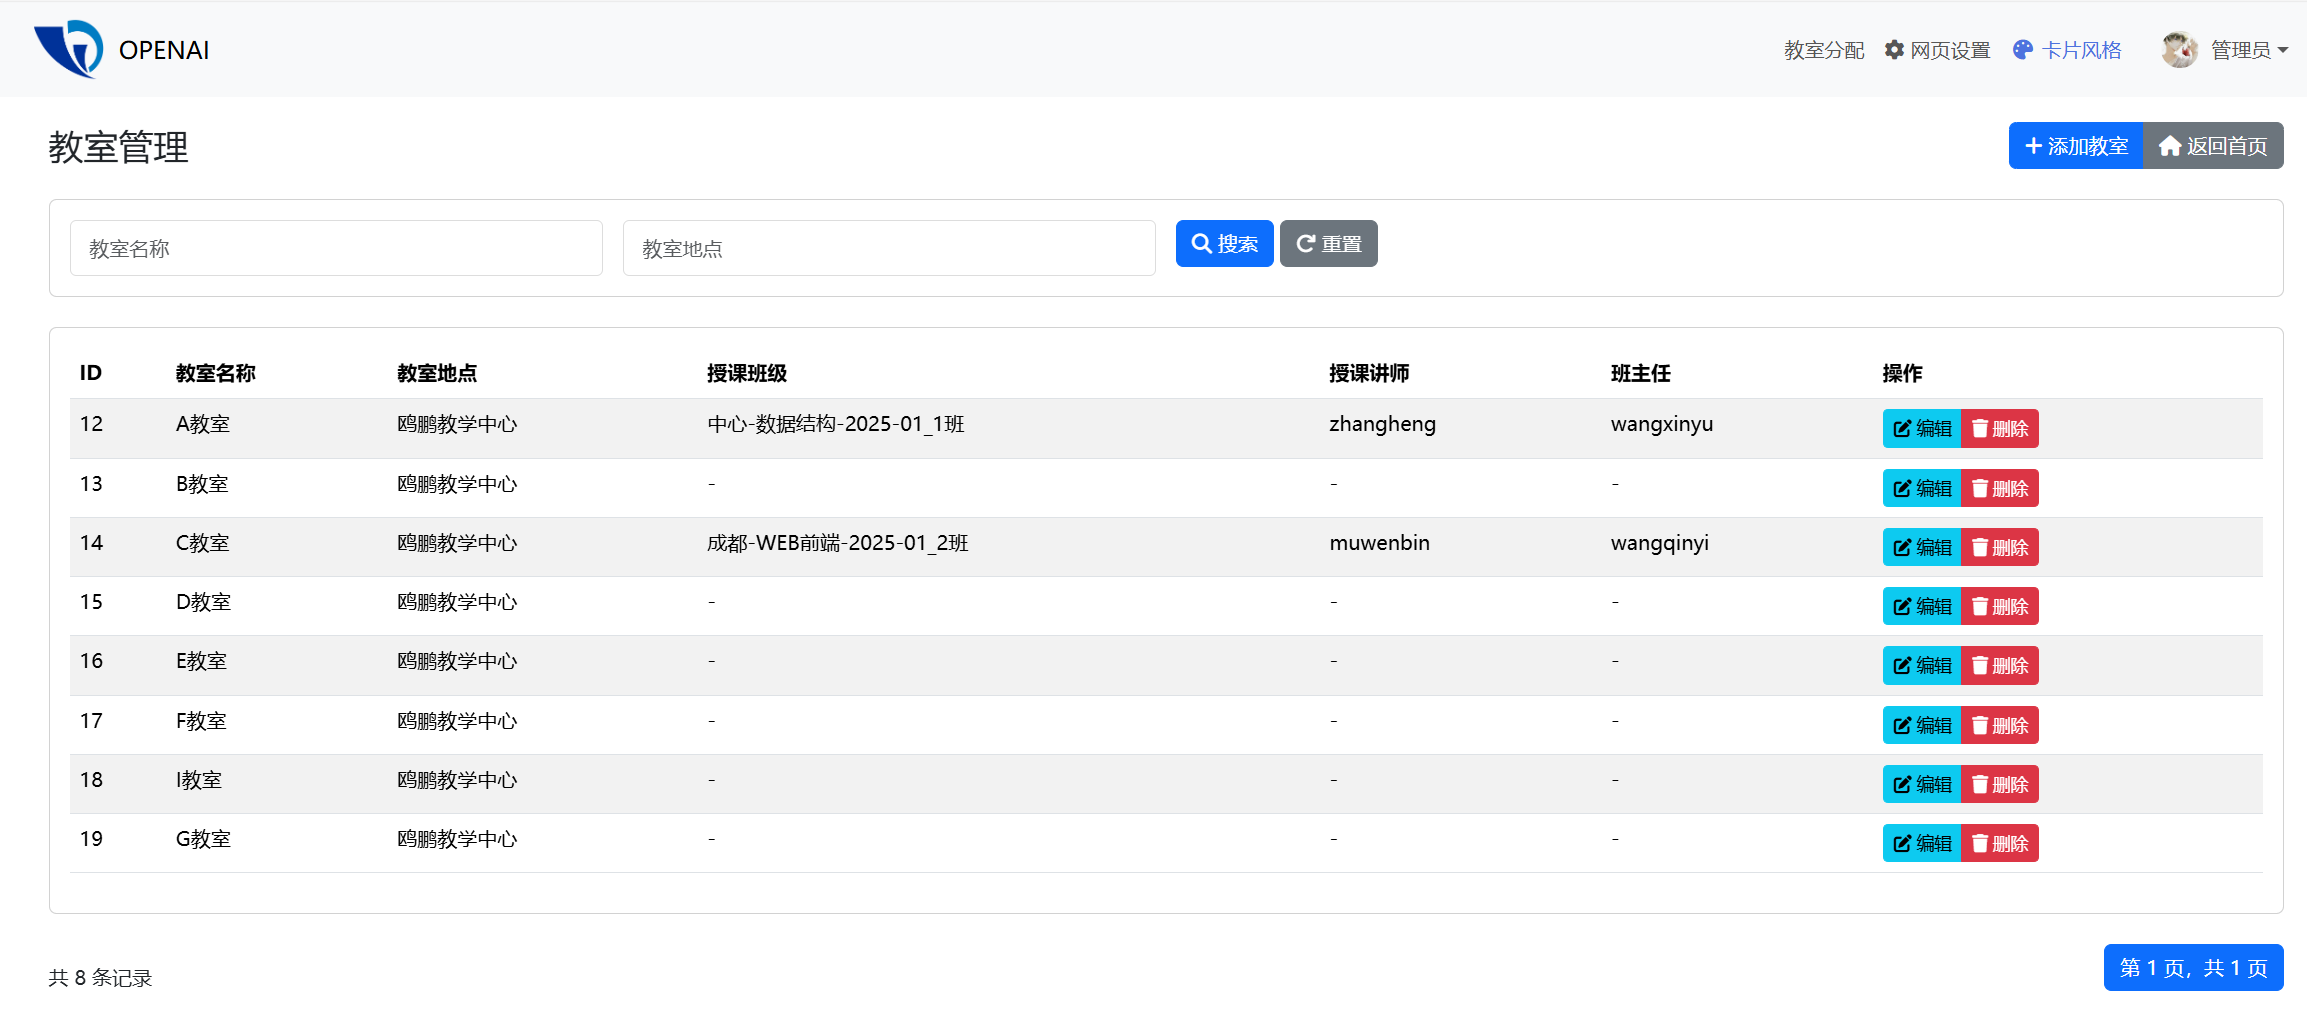 OPENAI
教室分配 网页设置 卡片风格 管理员
教室管理
添加教室 返回首页
教室名称 教室地点 搜索 重置
ID 教室名称 教室地点 授课班级 授课讲师 班主任 操作
12 A教室 鸥鹏教学中心 中心-数据结构-2025-01_1班 zhangheng wangxinyu 编辑 删除
13 B教室 鸥鹏教学中心 - - - 编辑 删除
14 C教室 鸥鹏教学中心 成都-WEB前端-2025-01_2班 muwenbin wangqinyi 编辑 删除
15 D教室 鸥鹏教学中心 - - - 编辑 删除
16 E教室 鸥鹏教学中心 - - - 编辑 删除
17 F教室 鸥鹏教学中心 - - - 编辑 删除
18 I教室 鸥鹏教学中心 - - - 编辑 删除
19 G教室 鸥鹏教学中心 - - - 编辑 删除
共 8 条记录
第 1 页，共 1 页